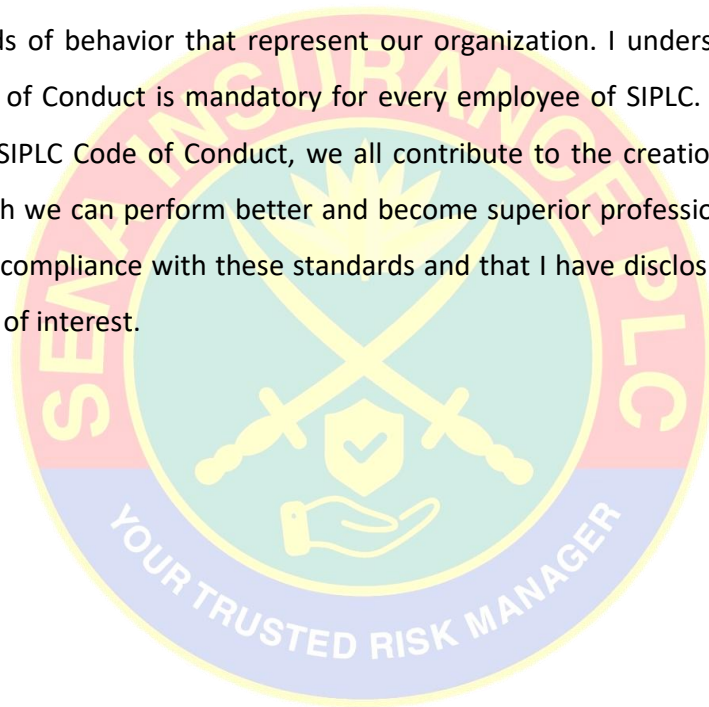 ds of behavior that represent our organization. I unders
of Conduct is mandatory for every employee of SIPLC.
SIPLC Code of Conduct, we all contribute to the creatio
h we can perform better and become superior professio
compliance with these standards and that I have disclos
of interest.
SENA INSURANCE PLC
YOUR TRUSTED RISK MANAGER